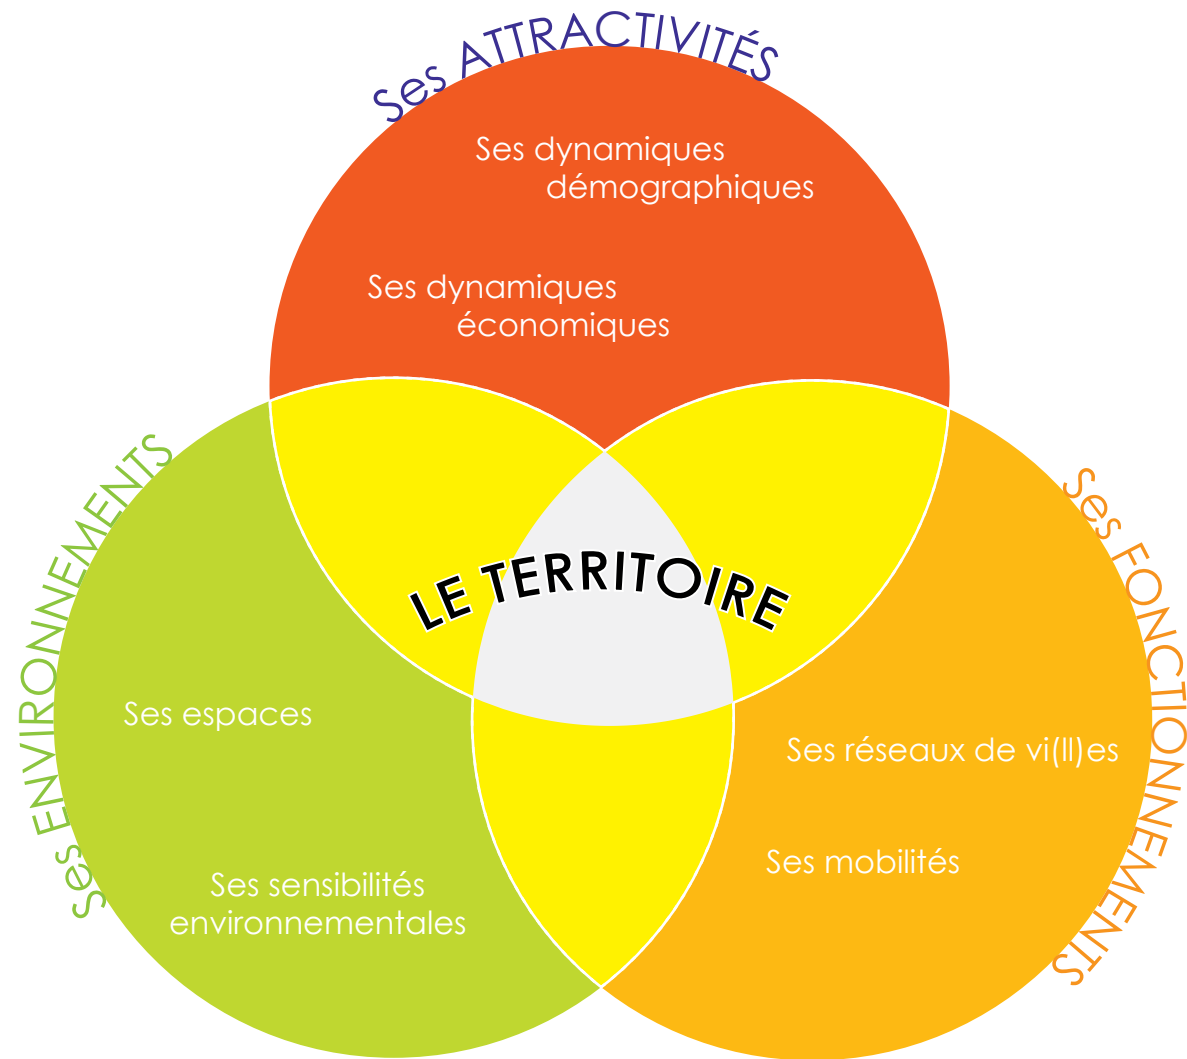 Ses ATTRACTIVITÉS
Ses dynamiques
démographiques
Ses dynamiques
économiques
Ses ENVIRONNEMENTS
Ses FONCTIONNEMENTS
LE TERRITOIRE
Ses espaces
Ses réseaux de vi(ll)es
Ses mobilités
Ses sensibilités
environnementales